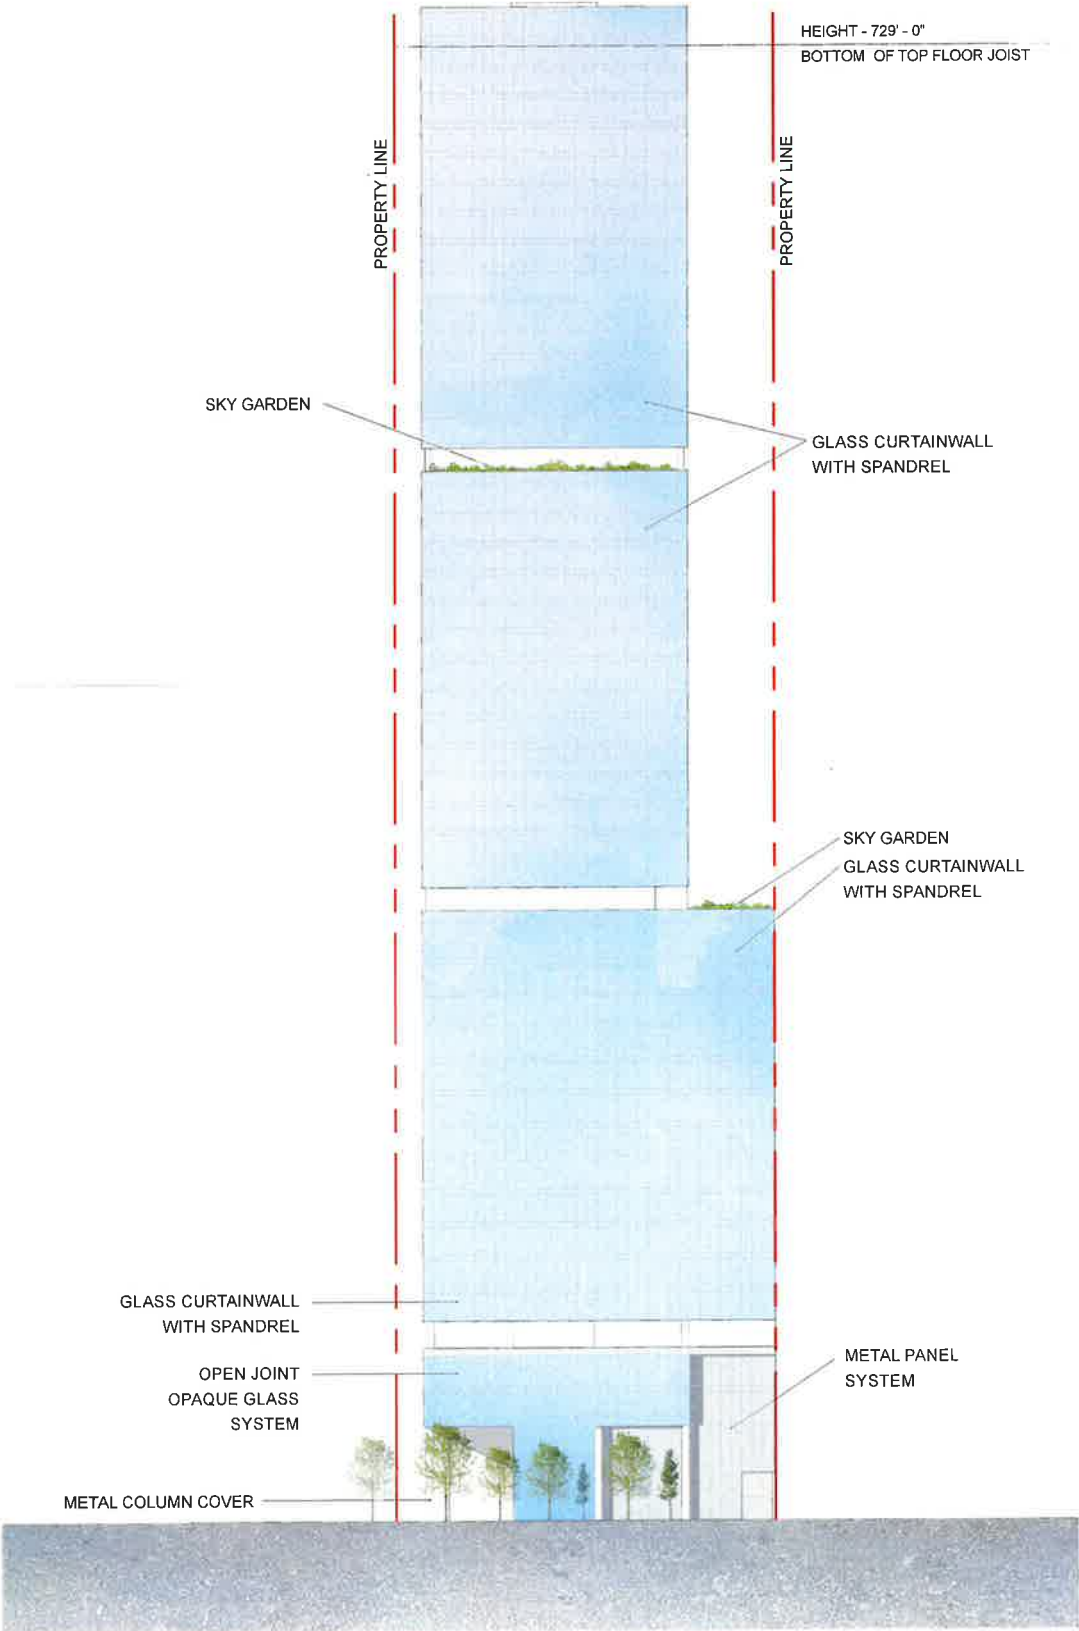 HEIGHT - 729' - 0"
BOTTOM OF TOP FLOOR JOIST
PROPERTY LINE
PROPERTY LINE
SKY GARDEN
GLASS CURTAINWALL
WITH SPANDREL
SKY GARDEN
GLASS CURTAINWALL
WITH SPANDREL
GLASS CURTAINWALL
WITH SPANDREL
METAL PANEL
SYSTEM
OPEN JOINT
OPAQUE GLASS
SYSTEM
METAL COLUMN COVER